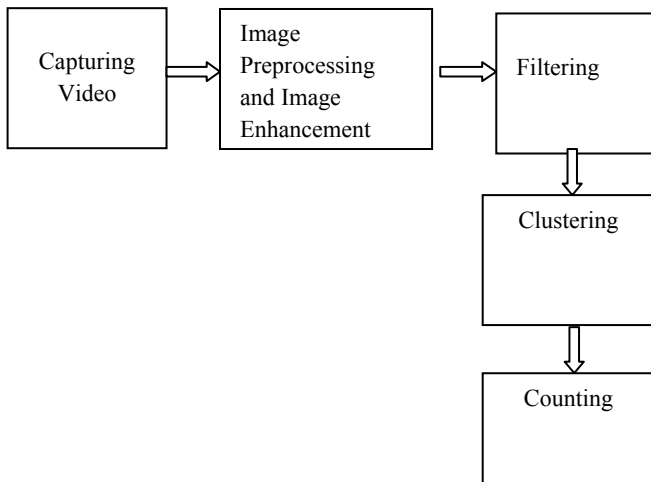 Capturing
Video
Image
Preprocessing
and Image
Enhancement
Filtering
Clustering
Counting